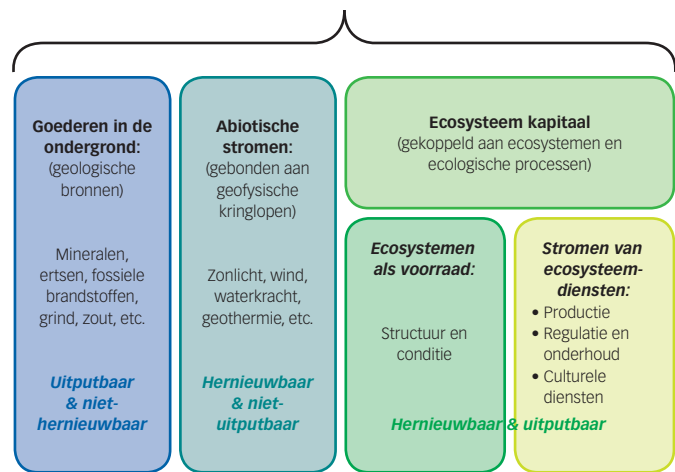 Goederen in de
ondergrond:
(geologische
bronnen)
Mineralen,
ertsen, fossiele
brandstoffen,
grind, zout, etc.
Uitputbaar
& niet-
hernieuwbaar
Abiotische
stromen:
(gebonden aan
geofysische
kringlopen)
Zonlicht, wind,
waterkracht,
geothermie, etc.
Hernieuwbaar
& niet-
uitputbaar
Ecosysteem kapitaal
(gekoppeld aan ecosystemen en
ecologische processen)
Ecosystemen
als voorraad:
Structuur en
conditie
Stromen van
ecosysteem-
diensten:
• Productie
• Regulatie en
onderhoud
• Culturele
diensten
Hernieuwbaar & uitputbaar